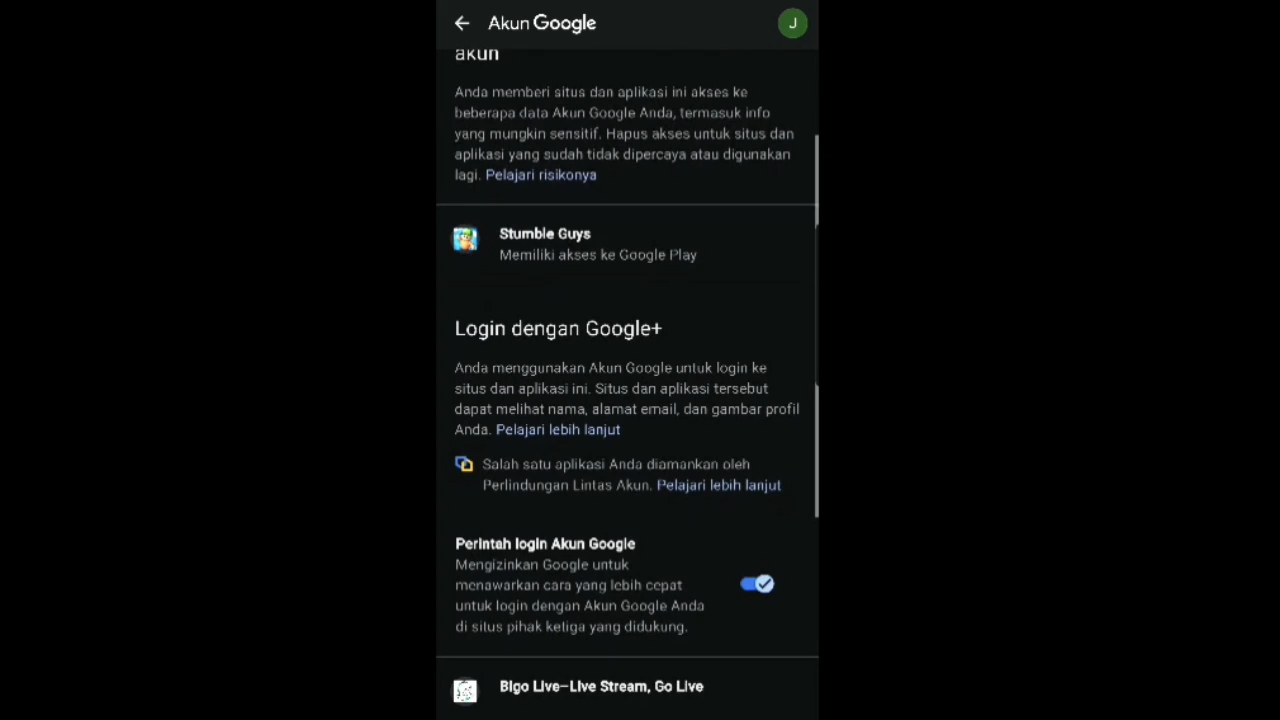 Akun Google
J
akun
Anda memberi situs dan aplikasi ini akses ke
beberapa data Akun Google Anda, termasuk info
yang mungkin sensitif. Hapus akses untuk situs dan
aplikasi yang sudah tidak dipercaya atau digunakan
lagi. Pelajari risikonya
Stumble Guys
Memiliki akses ke Google Play
Login dengan Google+
Anda menggunakan Akun Google untuk login ke
situs dan aplikasi ini. Situs dan aplikasi tersebut
dapat melihat nama, alamat email, dan gambar profil
Anda. Pelajari lebih lanjut
Salah satu aplikasi Anda diamankan oleh
Perlindungan Lintas Akun. Pelajari lebih lanjut
Perintah login Akun Google
Mengizinkan Google untuk
menawarkan cara yang lebih cepat
untuk login dengan Akun Google Anda
di situs pihak ketiga yang didukung.
Bigo Live–Live Stream, Go Live